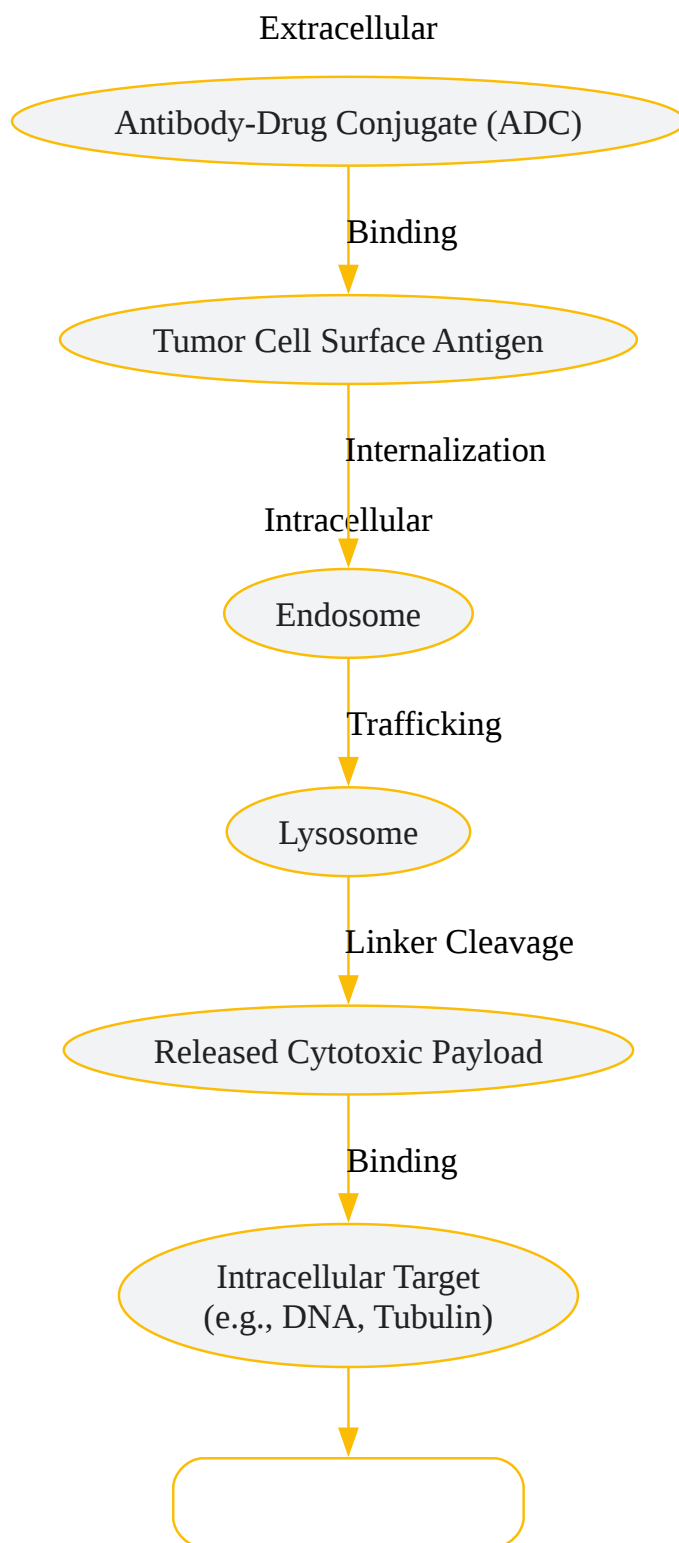 Extracellular
Antibody-Drug Conjugate (ADC)
Binding
Tumor Cell Surface Antigen
Internalization
Intracellular
Endosome
Trafficking
Lysosome
Linker Cleavage
Released Cytotoxic Payload
Binding
Intracellular Target
(e.g., DNA, Tubulin)